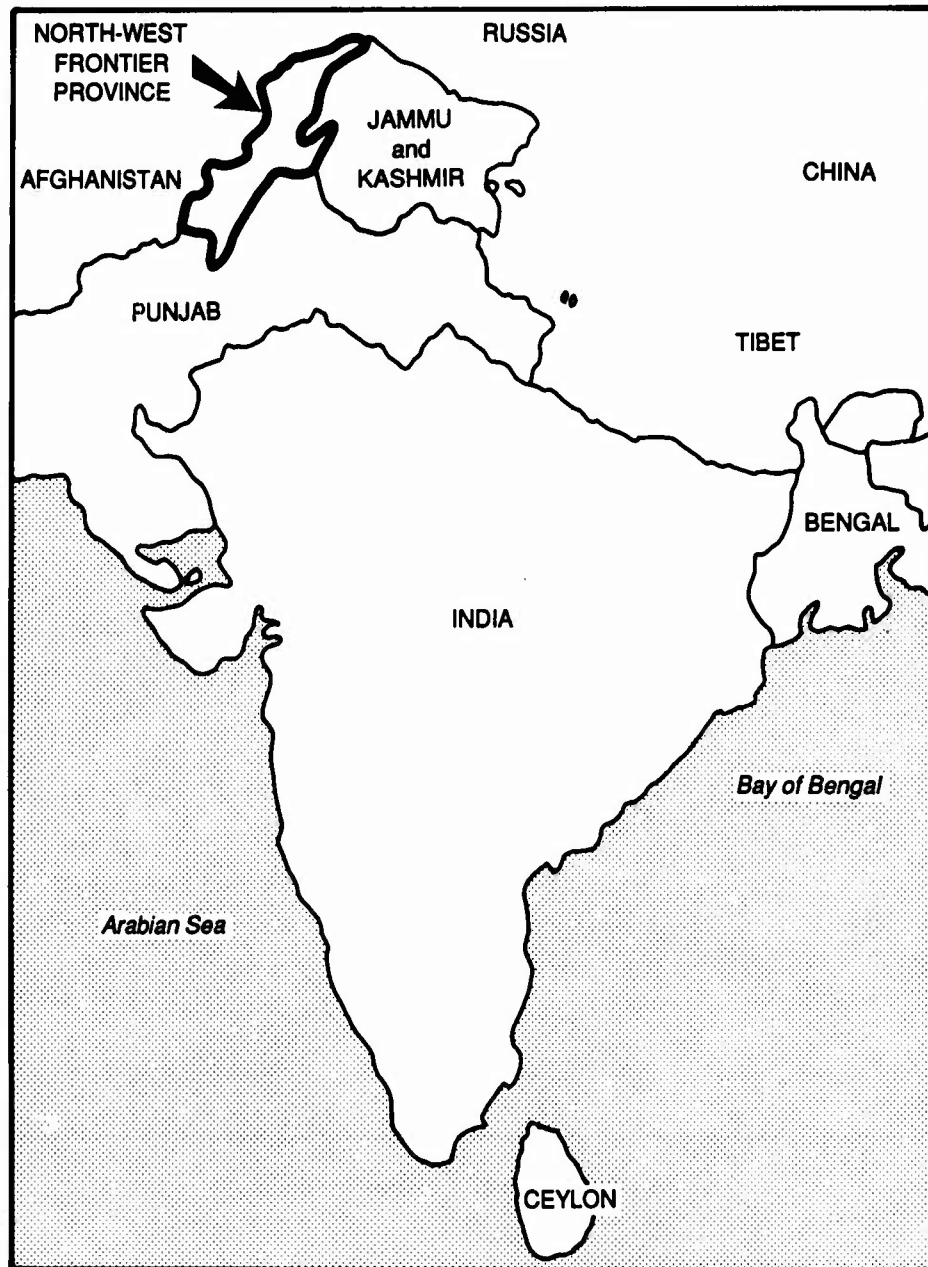 NORTH-WEST
FRONTIER
PROVINCE
RUSSIA
JAMMU
and
KASHMIR
AFGHANISTAN
CHINA
PUNJAB
TIBET
BENGAL
INDIA
Bay of Bengal
Arabian Sea
CEYLON